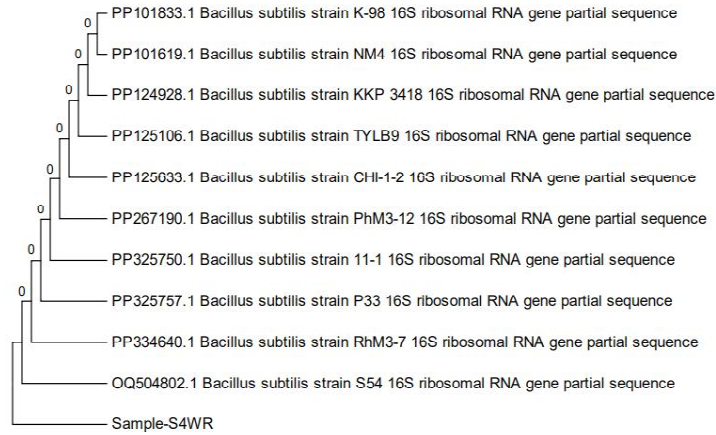 0 PP101833.1 Bacillus subtilis strain K-98 16S ribosomal RNA gene partial sequence
0 PP101619.1 Bacillus subtilis strain NM4 16S ribosomal RNA gene partial sequence
0 PP124928.1 Bacillus subtilis strain KKP 3418 16S ribosomal RNA gene partial sequence
0 PP125106.1 Bacillus subtilis strain TYLB9 16S ribosomal RNA gene partial sequence
0 PP125033.1 Bacillus subtilis strain CHI-1-2 16S ribosomal RNA gene partial sequence
0 PP267190.1 Bacillus subtilis strain PhM3-12 16S ribosomal RNA gene partial sequence
0 PP325750.1 Bacillus subtilis strain 11-1 16S ribosomal RNA gene partial sequence
0 PP325757.1 Bacillus subtilis strain P33 16S ribosomal RNA gene partial sequence
PP334640.1 Bacillus subtilis strain RhM3-7 16S ribosomal RNA gene partial sequence
OQ504802.1 Bacillus subtilis strain S54 16S ribosomal RNA gene partial sequence
Sample-S4WR